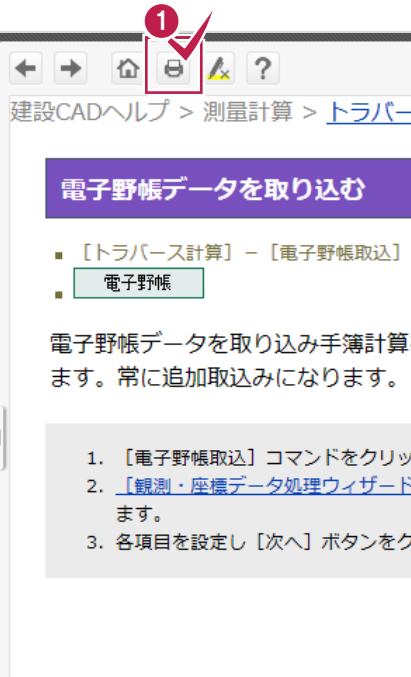 1
?
建設CADヘルプ > 測量計算 > トラバー
電子野帳データを取り込む
［トラバース計算］－［電子野帳取込］
電子野帳
電子野帳データを取り込み手簿計算
ます。常に追加取込みになります。
1. ［電子野帳取込］コマンドをクリッ
2. ［観測・座標データ処理ウィザード
ます。
3. 各項目を設定し［次へ］ボタンをク